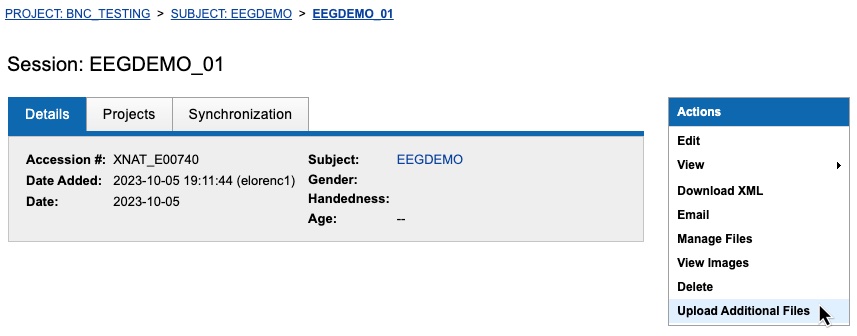 PROJECT: BNC_TESTING > SUBJECT: EEGDEMO > EEGDEMO_01
Session: EEGDEMO_01
Details Projects Synchronization
Accession #: XNAT_E00740 Subject: EEGDEMO
Date Added: 2023-10-05 19:11:44 (elorenc1) Gender:
Date: 2023-10-05 Handedness:
Age: --
Actions
Edit
View
Download XML
Email
Manage Files
View Images
Delete
Upload Additional Files